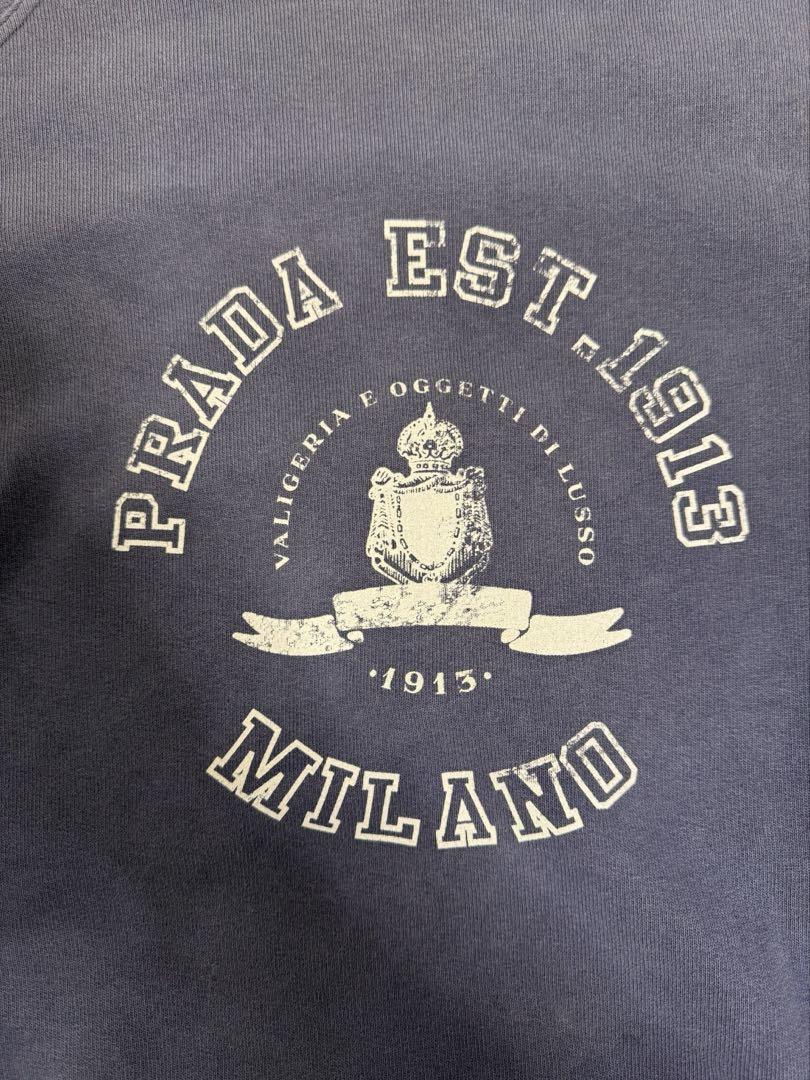 PRADA EST. 1913
VALIGERIA E OGGETTI DI LUSSO
·1913·
MILANO